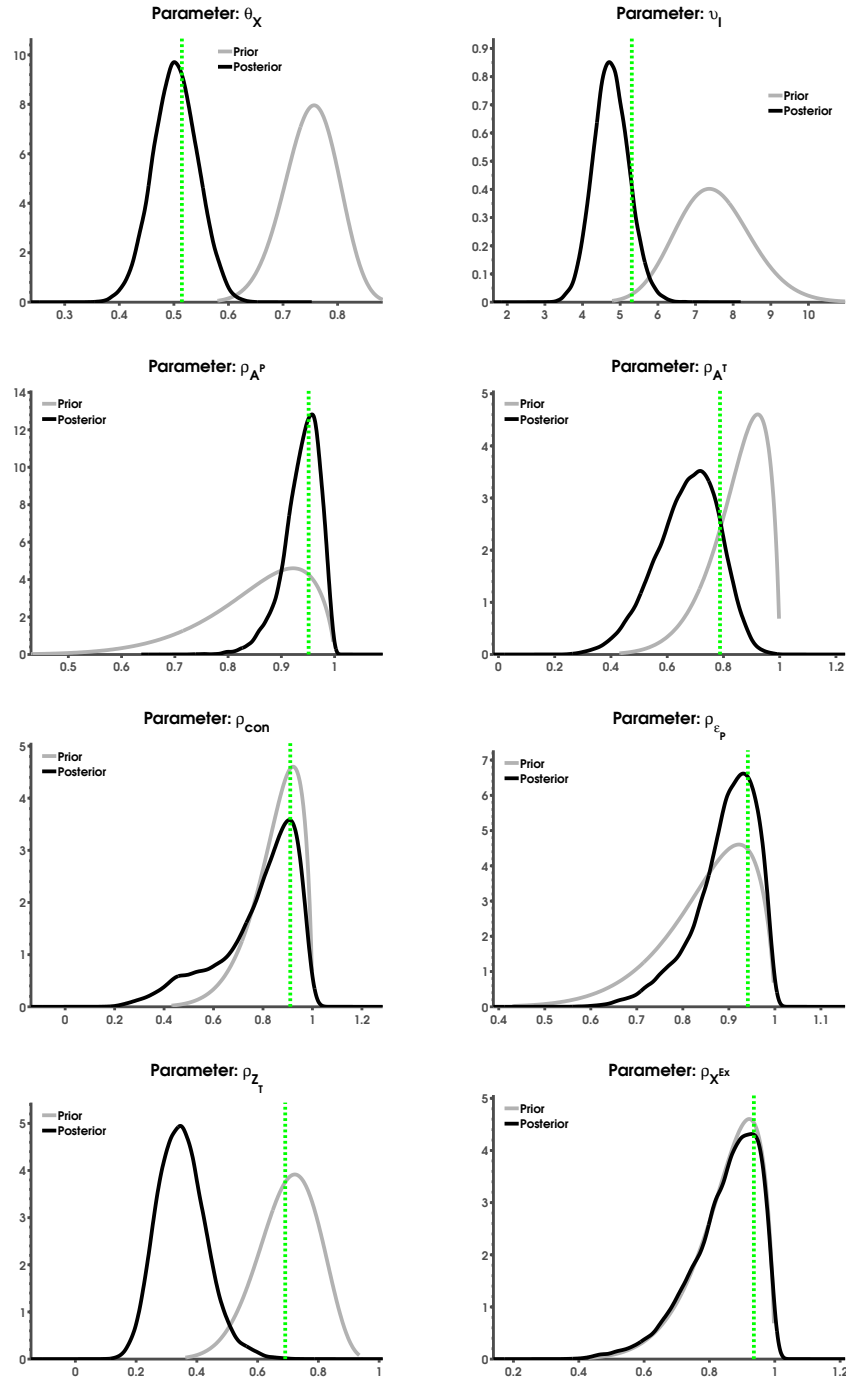 Parameter: θ_X
Prior
Posterior
10
8
6
4
2
0
0.3 0.4 0.5 0.6 0.7 0.8
Parameter: υ_I
Prior
Posterior
0.9
0.8
0.7
0.6
0.5
0.4
0.3
0.2
0.1
0
2 3 4 5 6 7 8 9 10
Parameter: ρ_A^P
Prior
Posterior
14
12
10
8
6
4
2
0
0.5 0.6 0.7 0.8 0.9 1
Parameter: ρ_A^T
Prior
Posterior
5
4
3
2
1
0
0 0.2 0.4 0.6 0.8 1 1.2
Parameter: ρ_con
Prior
Posterior
5
4
3
2
1
0
0 0.2 0.4 0.6 0.8 1 1.2
Parameter: ρ_ε_P
Prior
Posterior
7
6
5
4
3
2
1
0
0.4 0.5 0.6 0.7 0.8 0.9 1 1.1
Parameter: ρ_Z_T
Prior
Posterior
5
4
3
2
1
0
0 0.2 0.4 0.6 0.8 1
Parameter: ρ_X^Ex
Prior
Posterior
5
4
3
2
1
0
0.2 0.4 0.6 0.8 1 1.2